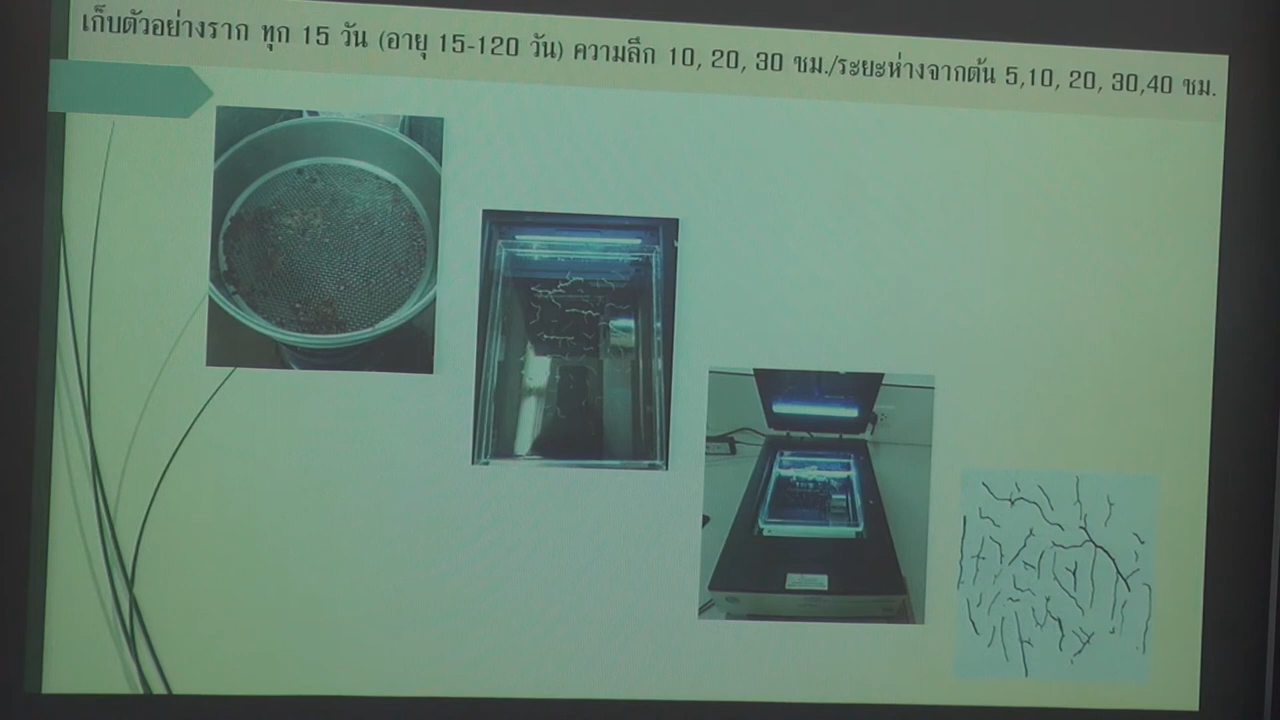 เก็บตัวอย่างราก ทุก 15 วัน (อายุ 15-120 วัน) ความลึก 10, 20, 30 ซม./ระยะห่างจากต้น 5,10, 20, 30,40 ซม.